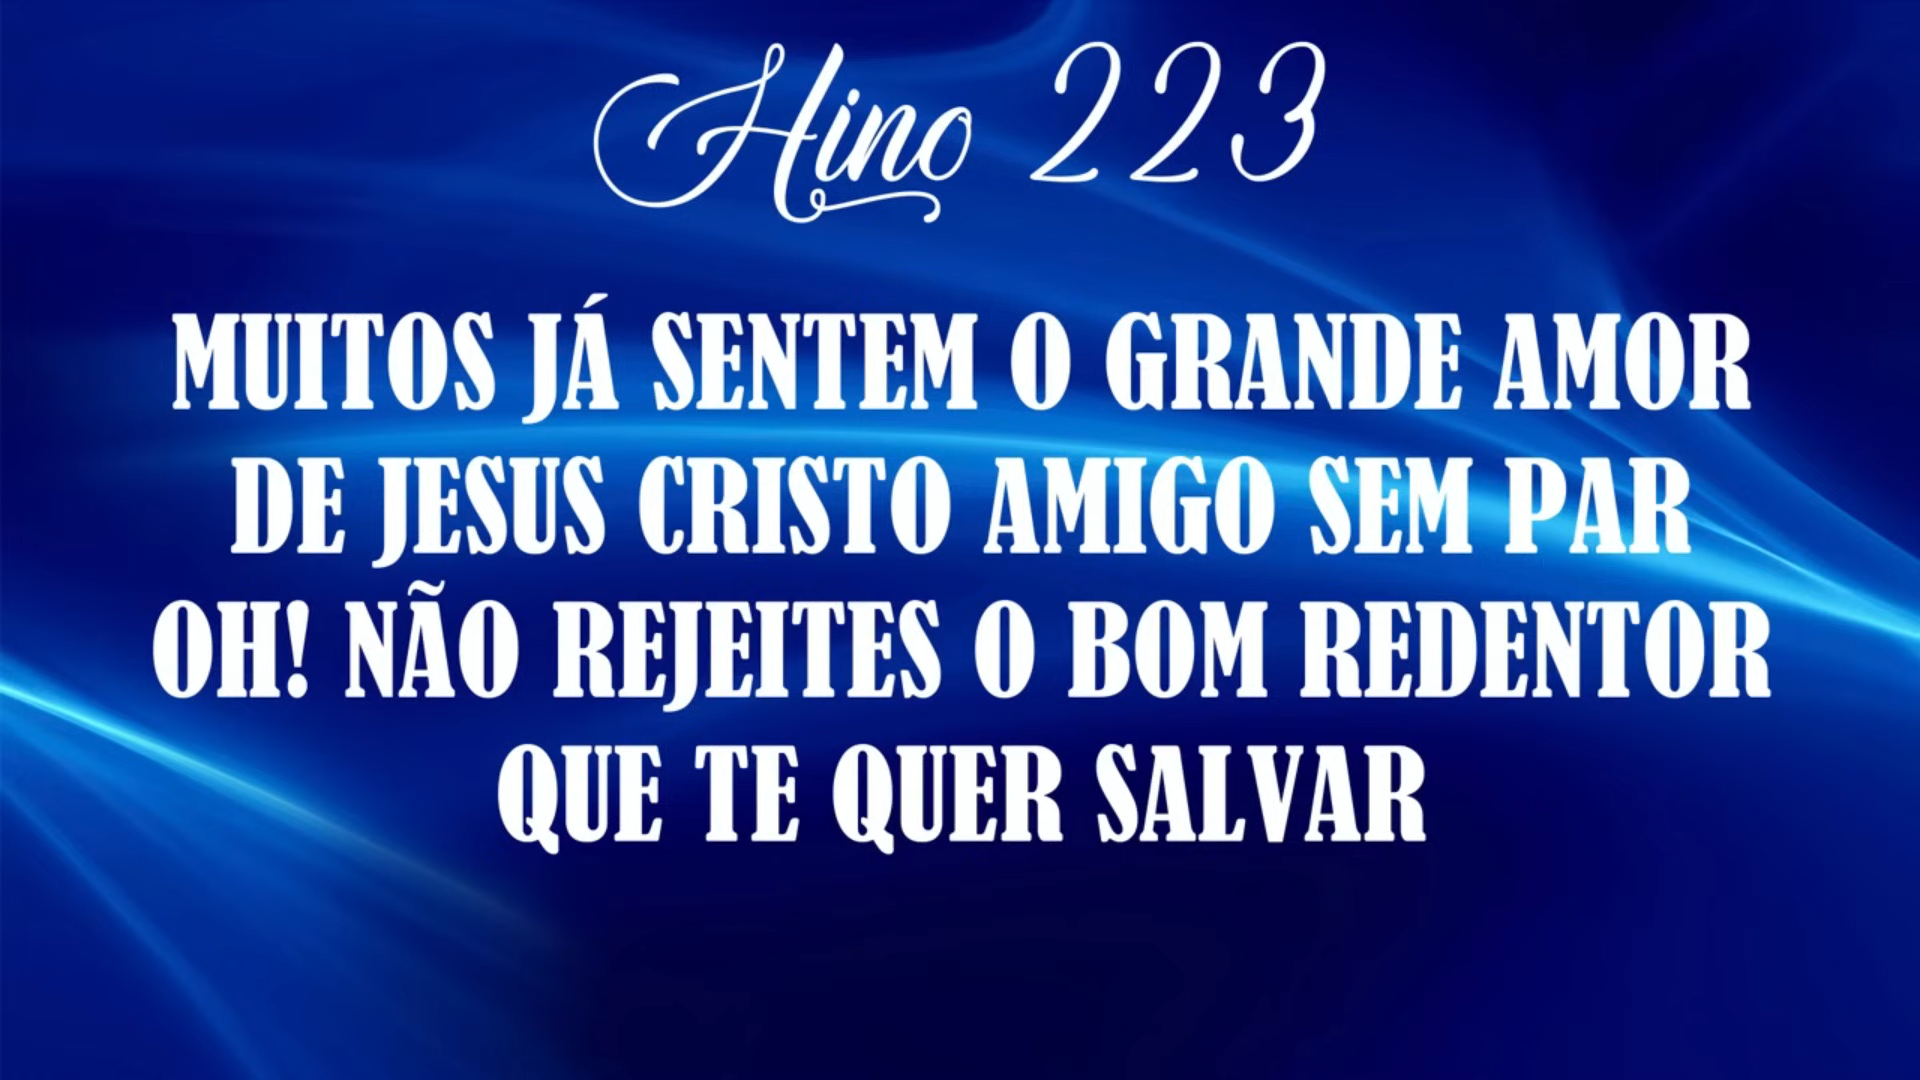 Hino 223
MUITOS JÁ SENTEM O GRANDE AMOR
DE JESUS CRISTO AMIGO SEM PAR
OH! NÃO REJEITES O BOM REDENTOR
QUE TE QUER SALVAR